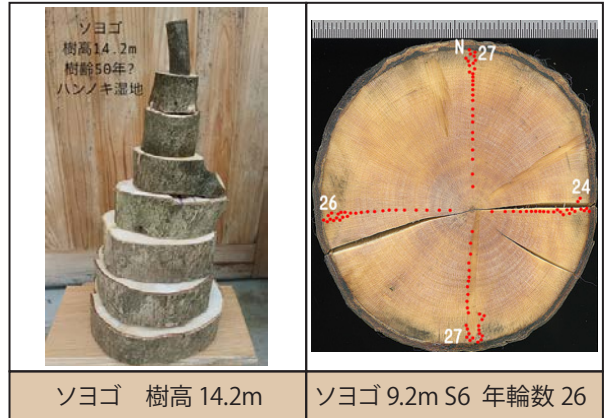 ソヨゴ
樹高14.2m
樹齢50年?
ハンノキ湿地
N
27
26
24
27
ソヨゴ 樹高 14.2m
ソヨゴ 9.2m S6 年輪数 26